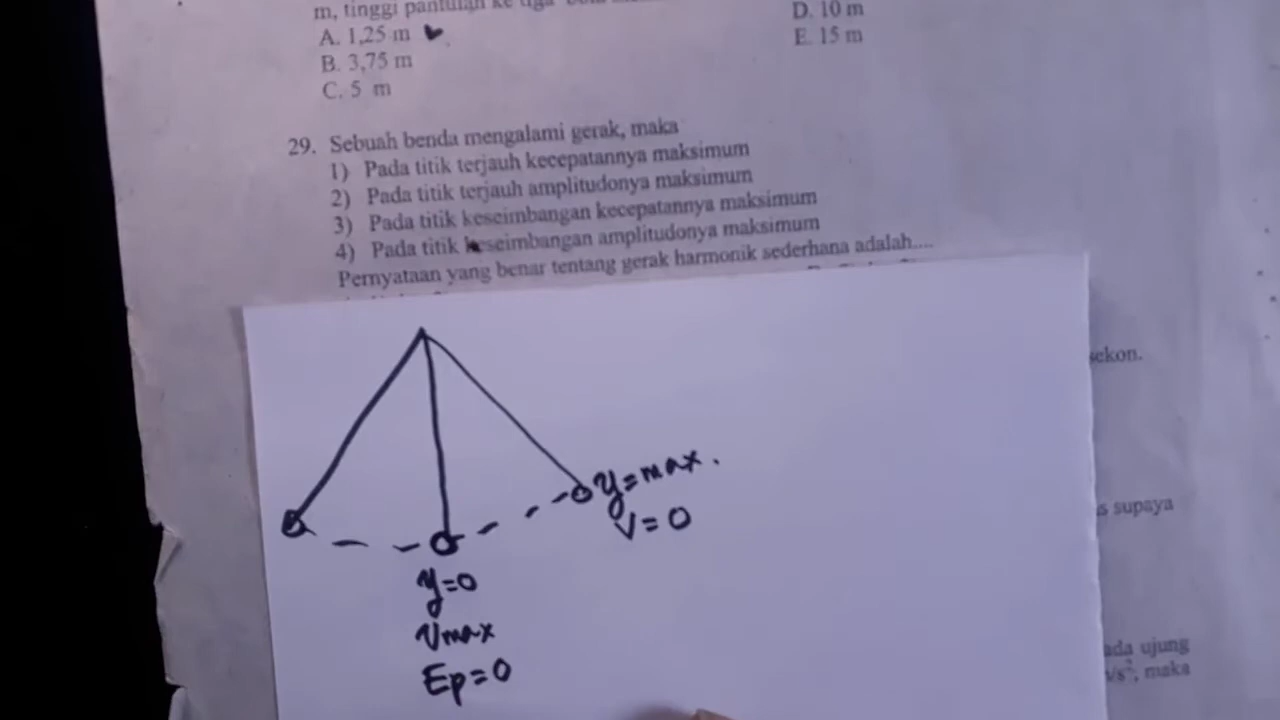 m, tinggi pantulan ke tiga
A. 1,25 m
B. 3,75 m
C. 5 m
D. 10 m
E. 15 m
29. Sebuah benda mengalami gerak, maka
1) Pada titik terjauh kecepatannya maksimum
2) Pada titik terjauh amplitudonya maksimum
3) Pada titik keseimbangan kecepatannya maksimum
4) Pada titik keseimbangan amplitudonya maksimum
Pernyataan yang benar tentang gerak harmonik sederhana adalah....
sekon.
y=max.
V=0
y=0
Vmax
Ep=0
supaya
ada ujung
/s², maka